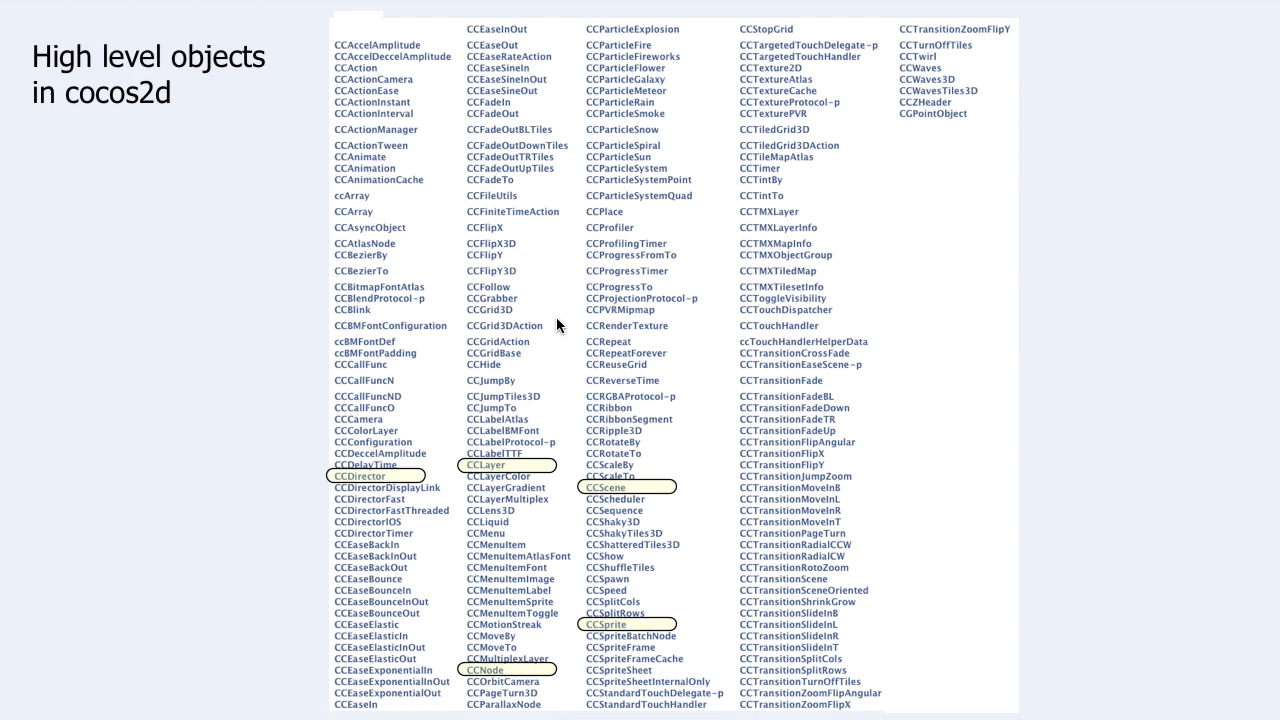 High level objects
in cocos2d
CCAccelAmplitude
CCAccelDeccelAmplitude
CCAction
CCActionCamera
CCActionEase
CCActionInstant
CCActionInterval
CCActionManager
CCActionTween
CCAnimate
CCAnimation
CCAnimationCache
ccArray
CCArray
CCAsyncObject
CCAtlasNode
CCBezierBy
CCBezierTo
CCBitmapFontAtlas
CCBlendProtocol-p
CCBlink
CCBMFontConfiguration
ccBMFontDef
ccBMFontPadding
CCCallFunc
CCCallFuncN
CCCallFuncND
CCCallFuncO
CCCamera
CCColorLayer
CCConfiguration
CCDeccelAmplitude
CCDelayTime
CCDirector
CCDirectorDisplayLink
CCDirectorFast
CCDirectorFastThreaded
CCDirectorIOS
CCDirectorTimer
CCEaseBackIn
CCEaseBackInOut
CCEaseBackOut
CCEaseBounce
CCEaseBounceIn
CCEaseBounceInOut
CCEaseBounceOut
CCEaseElastic
CCEaseElasticIn
CCEaseElasticInOut
CCEaseElasticOut
CCEaseExponentialIn
CCEaseExponentialInOut
CCEaseExponentialOut
CCEaseIn
CCEaseInOut
CCEaseOut
CCEaseRateAction
CCEaseSineIn
CCEaseSineInOut
CCEaseSineOut
CCFadeIn
CCFadeOut
CCFadeOutBLTiles
CCFadeOutDownTiles
CCFadeOutTRTiles
CCFadeOutUpTiles
CCFadeTo
CCFileUtils
CCFiniteTimeAction
CCFlipX
CCFlipX3D
CCFlipY
CCFlipY3D
CCFollow
CCGrabber
CCGrid3D
CCGrid3DAction
CCGridAction
CCGridBase
CCHide
CCJumpBy
CCJumpTiles3D
CCJumpTo
CCLabelAtlas
CCLabelBMFont
CCLabelProtocol-p
CCLabelTTF
CCLayer
CCLayerColor
CCLayerGradient
CCLayerMultiplex
CCLens3D
CCLiquid
CCMenu
CCMenuItem
CCMenuItemAtlasFont
CCMenuItemFont
CCMenuItemImage
CCMenuItemLabel
CCMenuItemSprite
CCMenuItemToggle
CCMotionStreak
CCMoveBy
CCMoveTo
CCMultiplexLayer
CCNode
CCOrbitCamera
CCPageTurn3D
CCParallaxNode
CCParticleExplosion
CCParticleFire
CCParticleFireworks
CCParticleFlower
CCParticleGalaxy
CCParticleMeteor
CCParticleRain
CCParticleSmoke
CCParticleSnow
CCParticleSpiral
CCParticleSun
CCParticleSystem
CCParticleSystemPoint
CCParticleSystemQuad
CCPlace
CCProfiler
CCProfilingTimer
CCProgressFromTo
CCProgressTimer
CCProgressTo
CCProjectionProtocol-p
CCPVRMipmap
CCRenderTexture
CCRepeat
CCRepeatForever
CCReuseGrid
CCReverseTime
CCRGBAProtocol-p
CCRibbon
CCRibbonSegment
CCRipple3D
CCRotateBy
CCRotateTo
CCScaleBy
CCScaleTo
CCScene
CCScheduler
CCSequence
CCShaky3D
CCShakyTiles3D
CCShatteredTiles3D
CCShow
CCShuffleTiles
CCSpawn
CCSpeed
CCSplitCols
CCSplitRows
CCSprite
CCSpriteBatchNode
CCSpriteFrame
CCSpriteFrameCache
CCSpriteSheet
CCSpriteSheetInternalOnly
CCStandardTouchDelegate-p
CCStandardTouchHandler
CCStopGrid
CCTargetedTouchDelegate-p
CCTargetedTouchHandler
CCTexture2D
CCTextureAtlas
CCTextureCache
CCTextureProtocol-p
CCTexturePVR
CCTiledGrid3D
CCTiledGrid3DAction
CCTileMapAtlas
CCTimer
CCTintBy
CCTintTo
CCTMXLayer
CCTMXLayerInfo
CCTMXMapInfo
CCTMXObjectGroup
CCTMXTiledMap
CCTMXTilesetInfo
CCToggleVisibility
CCTouchDispatcher
CCTouchHandler
ccTouchHandlerHelperData
CCTransitionCrossFade
CCTransitionEaseScene-p
CCTransitionFade
CCTransitionFadeBL
CCTransitionFadeDown
CCTransitionFadeTR
CCTransitionFadeUp
CCTransitionFlipAngular
CCTransitionFlipX
CCTransitionFlipY
CCTransitionJumpZoom
CCTransitionMoveInB
CCTransitionMoveInL
CCTransitionMoveInR
CCTransitionMoveInT
CCTransitionPageTurn
CCTransitionRadialCCW
CCTransitionRadialCW
CCTransitionRotoZoom
CCTransitionScene
CCTransitionSceneOriented
CCTransitionShrinkGrow
CCTransitionSlideInB
CCTransitionSlideInL
CCTransitionSlideInR
CCTransitionSlideInT
CCTransitionSplitCols
CCTransitionSplitRows
CCTransitionTurnOffTiles
CCTransitionZoomFlipAngular
CCTransitionZoomFlipX
CCTransitionZoomFlipY
CCTurnOffTiles
CCTwirl
CCWaves
CCWaves3D
CCWavesTiles3D
CCZHeader
CGPointObject